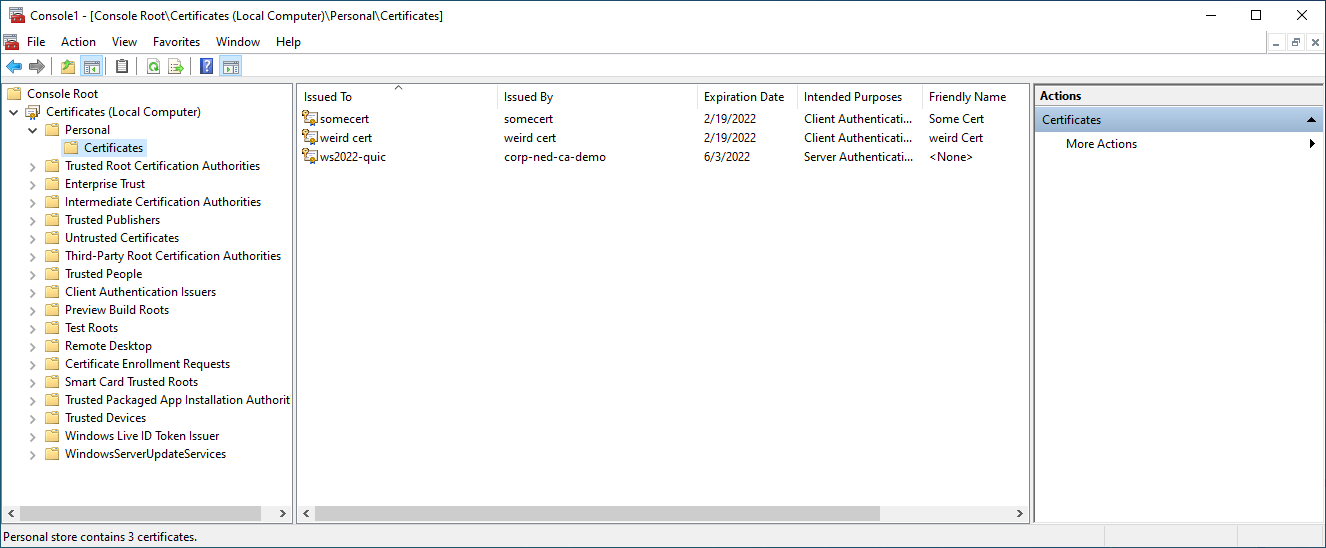 Console1 - [Console Root\Certificates (Local Computer)\Personal\Certificates]
File Action View Favorites Window Help
Console Root
Certificates (Local Computer)
Personal
Certificates
Trusted Root Certification Authorities
Enterprise Trust
Intermediate Certification Authorities
Trusted Publishers
Untrusted Certificates
Third-Party Root Certification Authorities
Trusted People
Client Authentication Issuers
Preview Build Roots
Test Roots
Remote Desktop
Certificate Enrollment Requests
Smart Card Trusted Roots
Trusted Packaged App Installation Authorit
Trusted Devices
Windows Live ID Token Issuer
WindowsServerUpdateServices
Issued To Issued By Expiration Date Intended Purposes Friendly Name
somecert somecert 2/19/2022 Client Authenticati... Some Cert
weird cert weird cert 2/19/2022 Client Authenticati... weird Cert
ws2022-quic corp-ned-ca-demo 6/3/2022 Server Authenticati... <None>
Actions
Certificates
More Actions
Personal store contains 3 certificates.